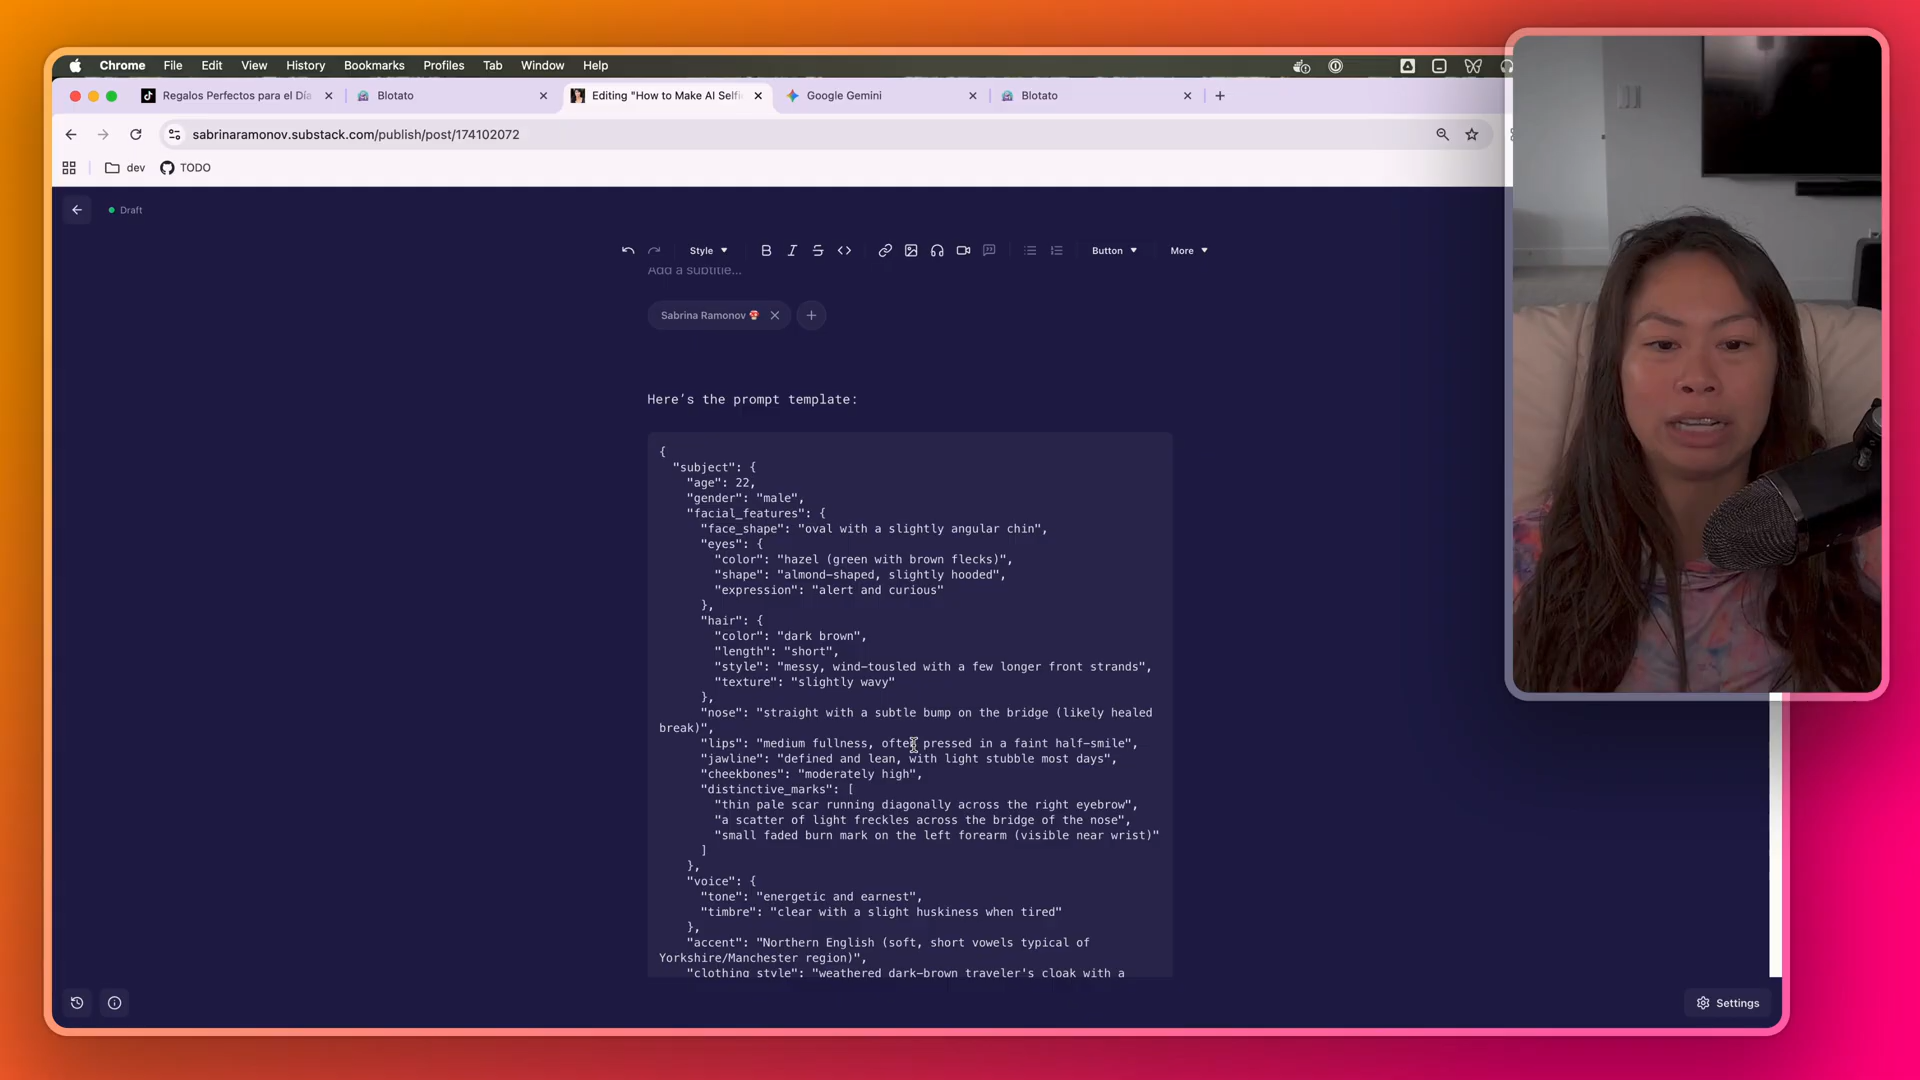 Chrome File Edit View History Bookmarks Profiles Tab Window Help
Regalos Perfectos para el Día
Blotato
Editing "How to Make AI Selfi
Google Gemini
Blotato
sabrinaramonov.substack.com/publish/post/174102072
dev
TODO
Draft
Style
Button
More
Add a subtitle...
Sabrina Ramonov
Here's the prompt template:
{
"subject": {
"age": 22,
"gender": "male",
"facial_features": {
"face_shape": "oval with a slightly angular chin",
"eyes": {
"color": "hazel (green with brown flecks)",
"shape": "almond-shaped, slightly hooded",
"expression": "alert and curious"
},
"hair": {
"color": "dark brown",
"length": "short",
"style": "messy, wind-tousled with a few longer front strands",
"texture": "slightly wavy"
},
"nose": "straight with a subtle bump on the bridge (likely healed
break)",
"lips": "medium fullness, often pressed in a faint half-smile",
"jawline": "defined and lean, with light stubble most days",
"cheekbones": "moderately high",
"distinctive_marks": [
"thin pale scar running diagonally across the right eyebrow",
"a scatter of light freckles across the bridge of the nose",
"small faded burn mark on the left forearm (visible near wrist)"
]
},
"voice": {
"tone": "energetic and earnest",
"timbre": "clear with a slight huskiness when tired"
},
"accent": "Northern English (soft, short vowels typical of
Yorkshire/Manchester region)",
"clothing_style": "weathered dark-brown traveler's cloak with a
Settings